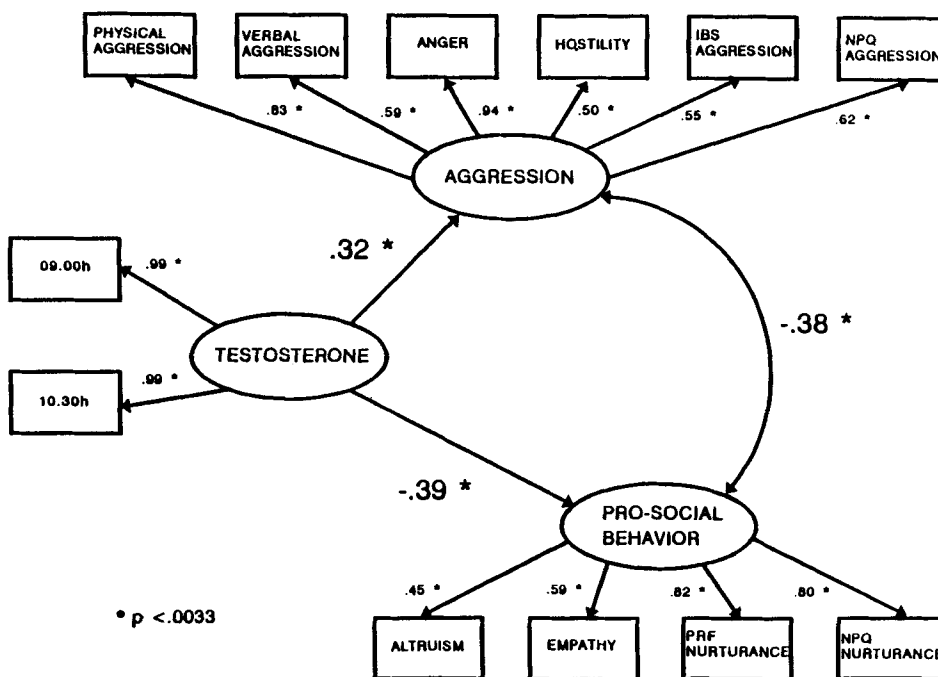 PHYSICAL
AGGRESSION
VERBAL
AGGRESSION
ANGER
HOSTILITY
IBS
AGGRESSION
NPQ
AGGRESSION
.83 *
.59 *
.94 *
.50 *
.55 *
.62 *
AGGRESSION
09.00h
.99 *
.32 *
TESTOSTERONE
-.38 *
10.30h
.99 *
-.39 *
PRO-SOCIAL
BEHAVIOR
.45 *
.59 *
.82 *
.80 *
* p <.0033
ALTRUISM
EMPATHY
PRF
NURTURANCE
NPQ
NURTURANCE